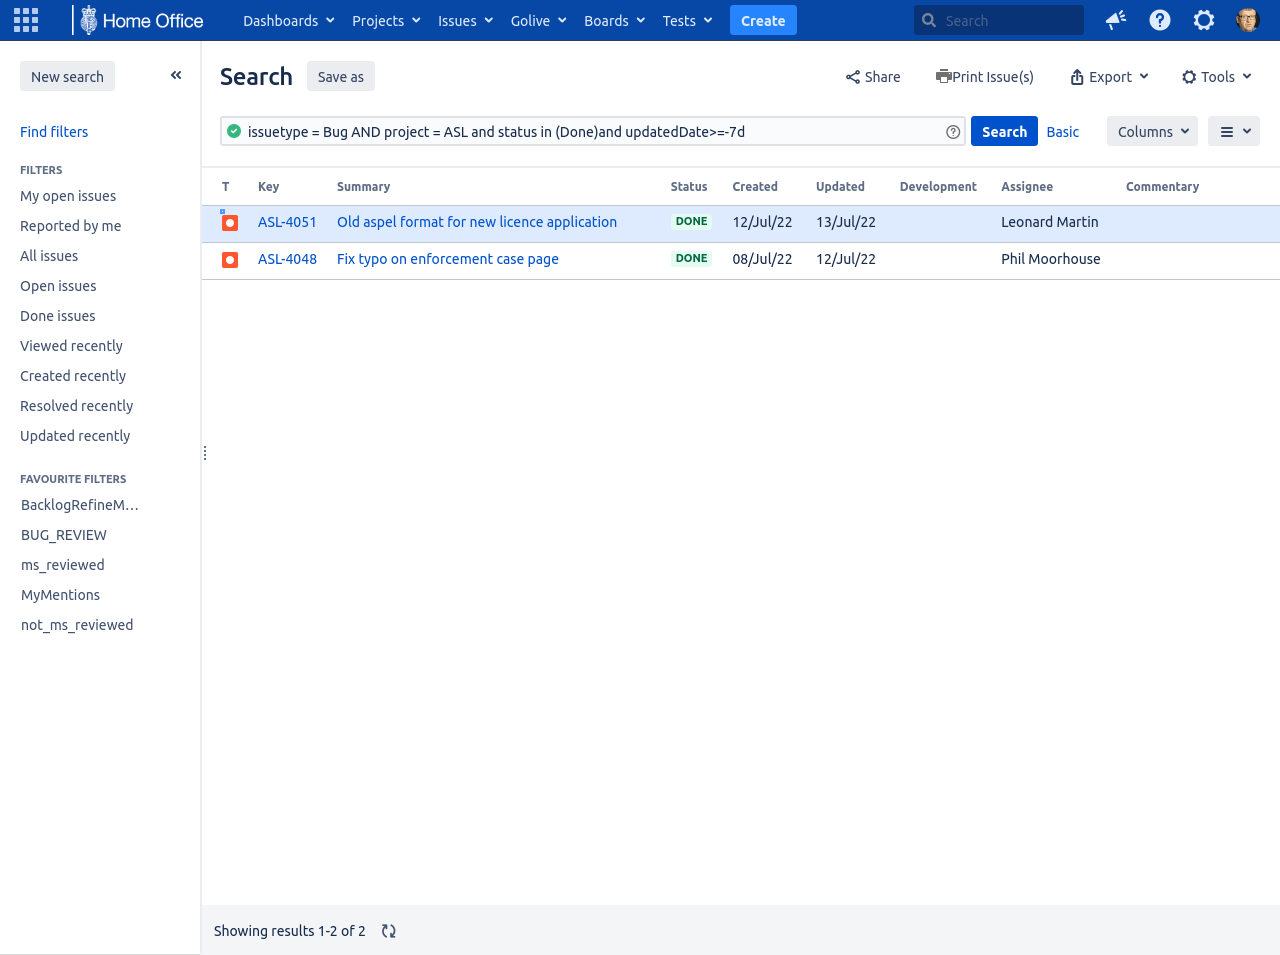 Home Office Dashboards Projects Issues Golive Boards Tests Create Search
New search
Find filters
FILTERS
My open issues
Reported by me
All issues
Open issues
Done issues
Viewed recently
Created recently
Resolved recently
Updated recently
FAVOURITE FILTERS
BacklogRefineM…
BUG_REVIEW
ms_reviewed
MyMentions
not_ms_reviewed
Search Save as Share Print Issue(s) Export Tools
issuetype = Bug AND project = ASL and status in (Done)and updatedDate>=-7d Search Basic Columns
T Key Summary Status Created Updated Development Assignee Commentary
ASL-4051 Old aspel format for new licence application DONE 12/Jul/22 13/Jul/22 Leonard Martin
ASL-4048 Fix typo on enforcement case page DONE 08/Jul/22 12/Jul/22 Phil Moorhouse
Showing results 1-2 of 2